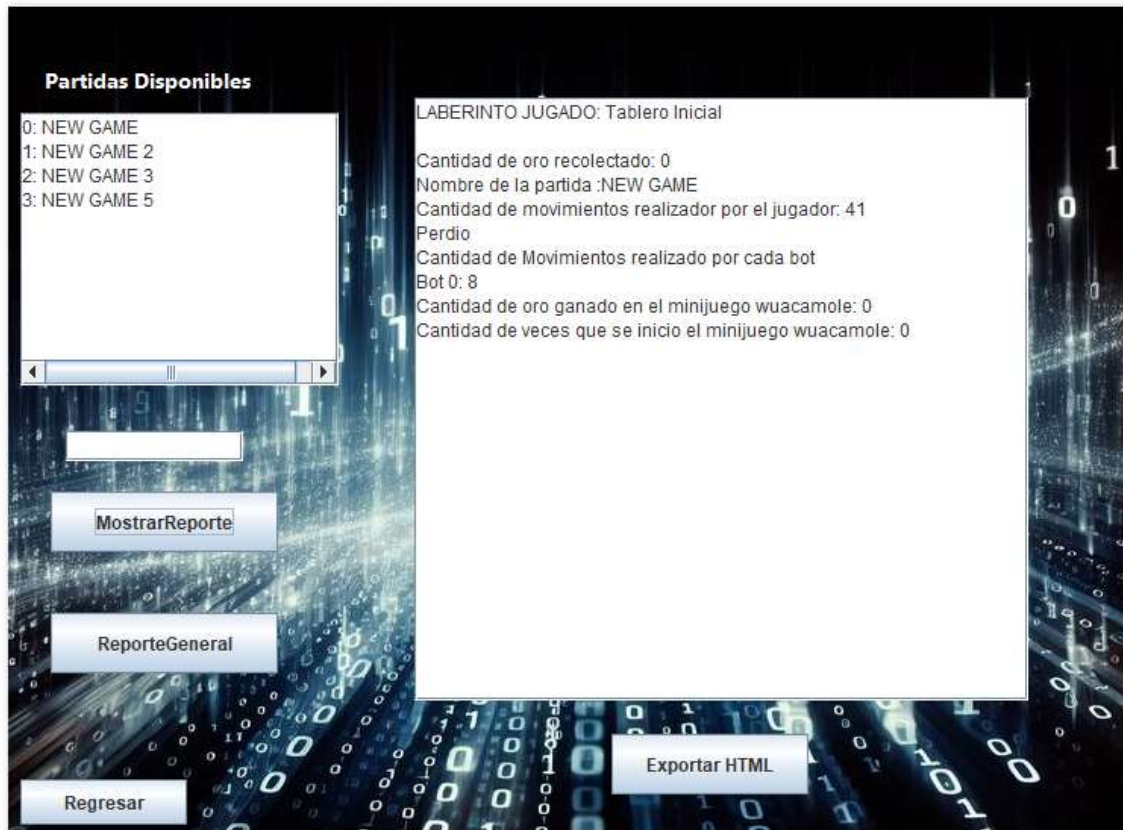 Partidas Disponibles
0: NEW GAME
1: NEW GAME 2
2: NEW GAME 3
3: NEW GAME 5
LABERINTO JUGADO: Tablero Inicial
Cantidad de oro recolectado: 0
Nombre de la partida :NEW GAME
Cantidad de movimientos realizador por el jugador: 41
Perdio
Cantidad de Movimientos realizado por cada bot
Bot 0: 8
Cantidad de oro ganado en el minijuego wuacamole: 0
Cantidad de veces que se inicio el minijuego wuacamole: 0
MostrarReporte
ReporteGeneral
Exportar HTML
Regresar